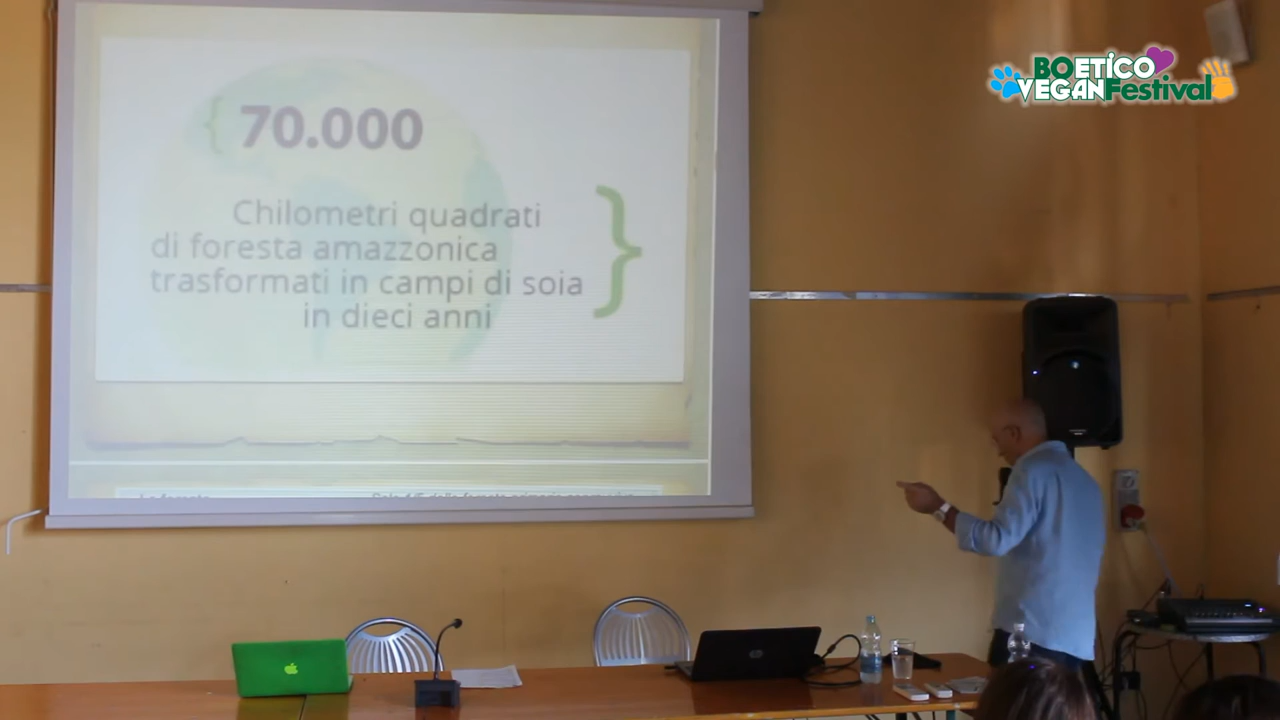 BOETICO
VEGANFestival
{ 70.000
Chilometri quadrati
di foresta amazzonica
trasformati in campi di soia
in dieci anni }